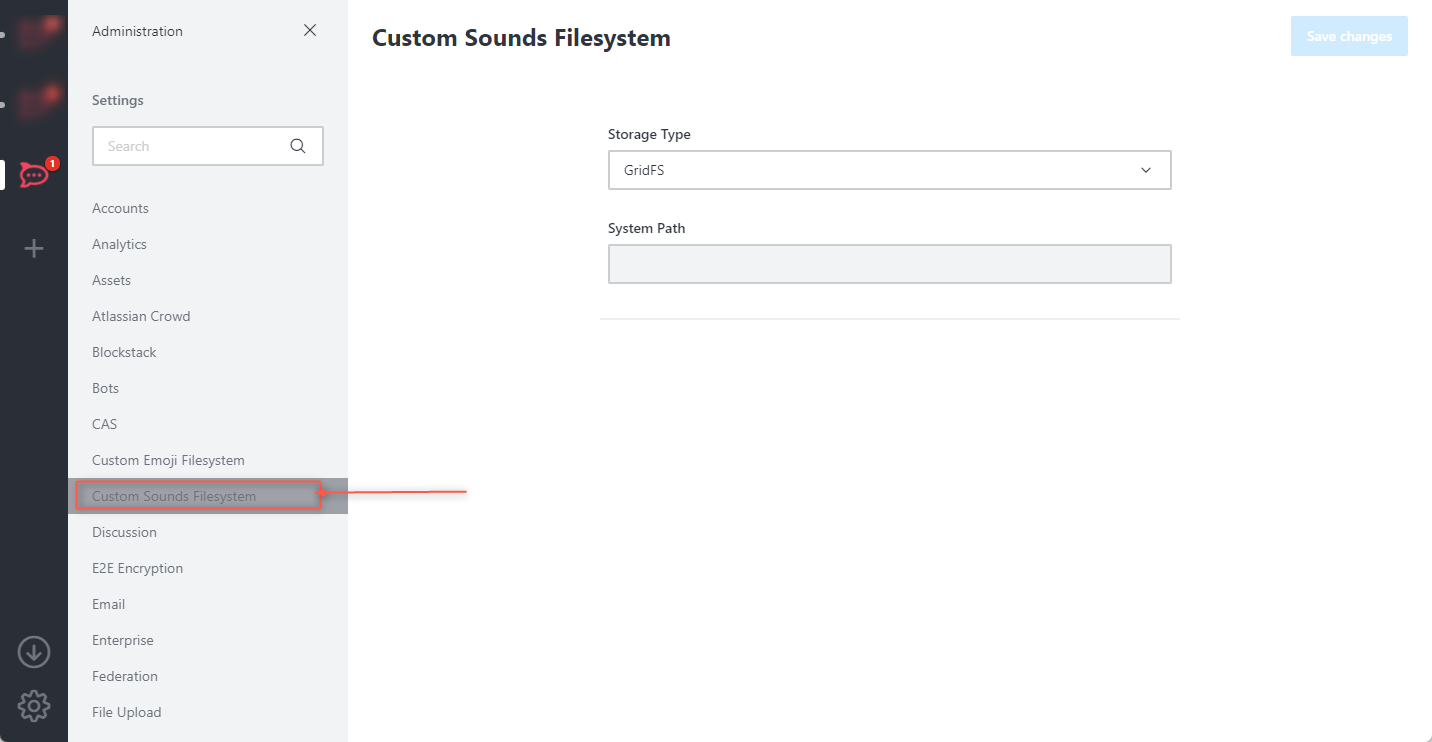 Administration
Settings
Search
1
Accounts
Analytics
Assets
Atlassian Crowd
Blockstack
Bots
CAS
Custom Emoji Filesystem
Custom Sounds Filesystem
Discussion
E2E Encryption
Email
Enterprise
Federation
File Upload
Custom Sounds Filesystem
Save changes
Storage Type
GridFS
System Path